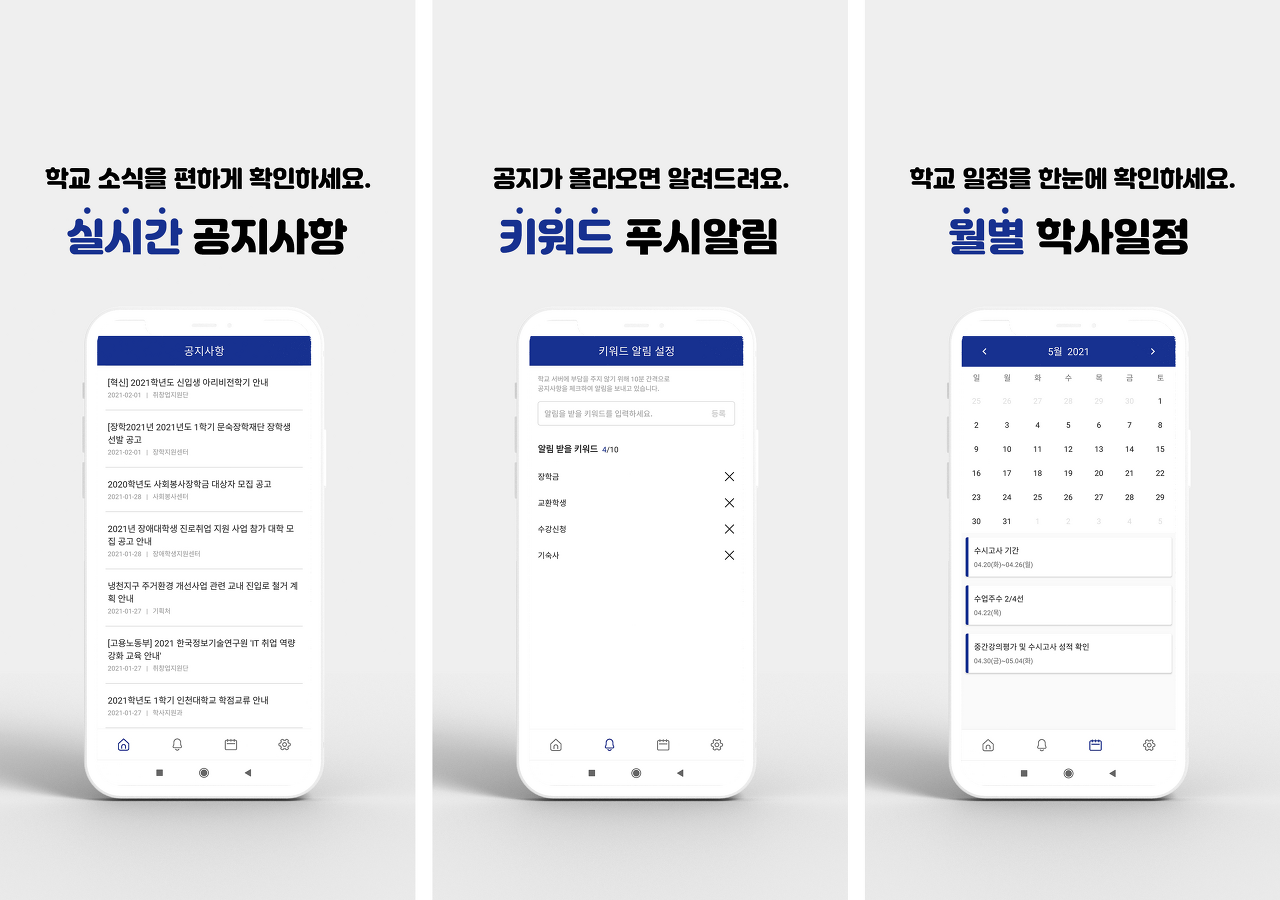 학교 소식을 편하게 확인하세요.
실시간 공지사항
공지사항
[혁신] 2021학년도 신입생 아리비전학기 안내
2021-02-01 | 취창업지원단
[장학2021년 2021년도 1학기 문숙장학재단 장학생
선발 공고
2021-02-01 | 장학지원센터
2020학년도 사회봉사장학금 대상자 모집 공고
2021-01-28 | 사회봉사센터
2021년 장애대학생 진로취업 지원 사업 참가 대학 모
집 공고 안내
2021-01-28 | 장애학생지원센터
냉천지구 주거환경 개선사업 관련 교내 진입로 철거 계
획 안내
2021-01-27 | 기획처
[고용노동부] 2021 한국정보기술연구원 'IT 취업 역량
강화 교육 안내'
2021-01-27 | 취창업지원단
2021학년도 1학기 인천대학교 학점교류 안내
2021-01-27 | 학사지원과
공지가 올라오면 알려드려요.
키워드 푸시알림
키워드 알림 설정
학교 서버에 부담을 주지 않기 위해 10분 간격으로
공지사항을 체크하여 알림을 보내고 있습니다.
알림을 받을 키워드를 입력하세요. 등록
알림 받을 키워드 4/10
장학금
교환학생
수강신청
기숙사
학교 일정을 한눈에 확인하세요.
월별 학사일정
5월 2021
일 월 화 수 목 금 토
25 26 27 28 29 30 1
2 3 4 5 6 7 8
9 10 11 12 13 14 15
16 17 18 19 20 21 22
23 24 25 26 27 28 29
30 31 1 2 3 4 5
수시고사 기간
04.20(화)~04.26(월)
수업주수 2/4선
04.22(목)
중간강의평가 및 수시고사 성적 확인
04.30(금)~05.04(화)